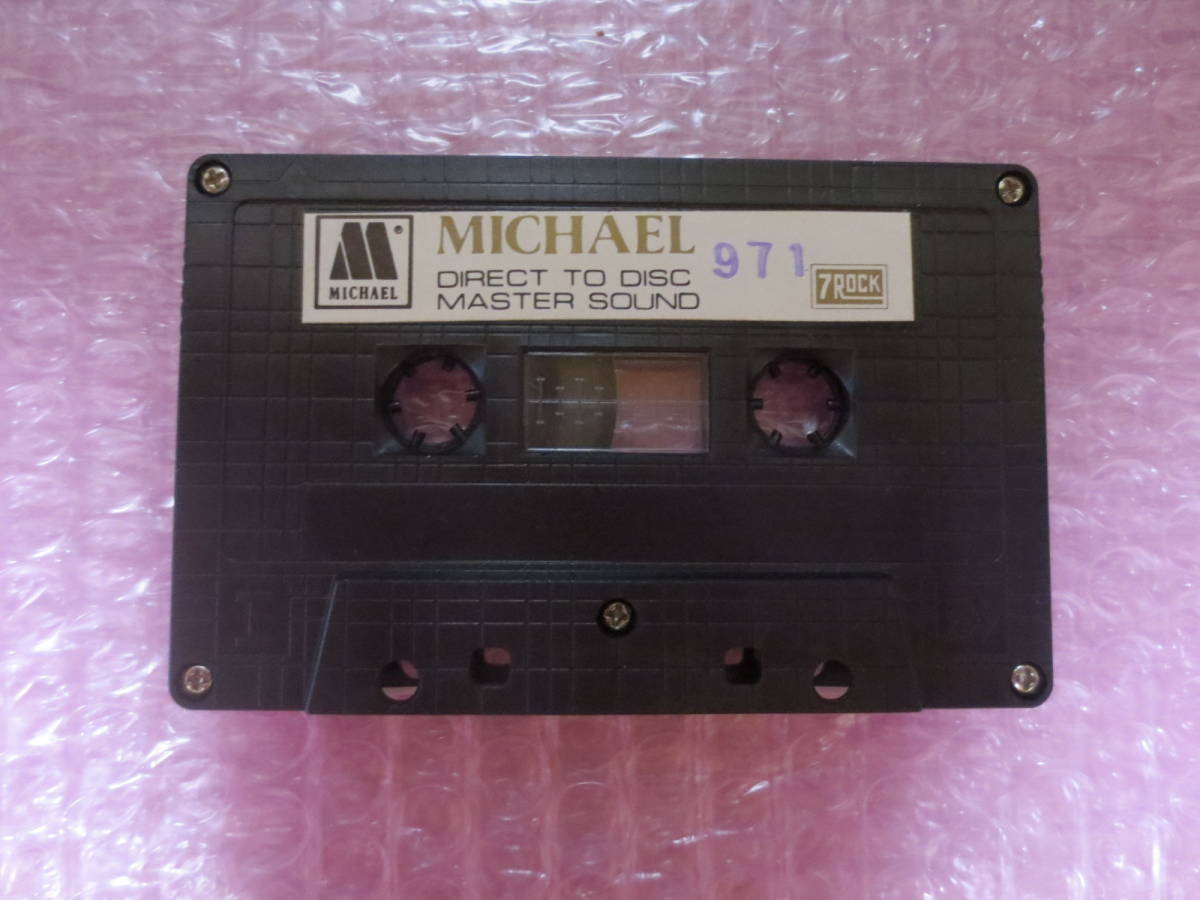 M®
MICHAEL
MICHAEL
DIRECT TO DISC
MASTER SOUND
971
7ROCK